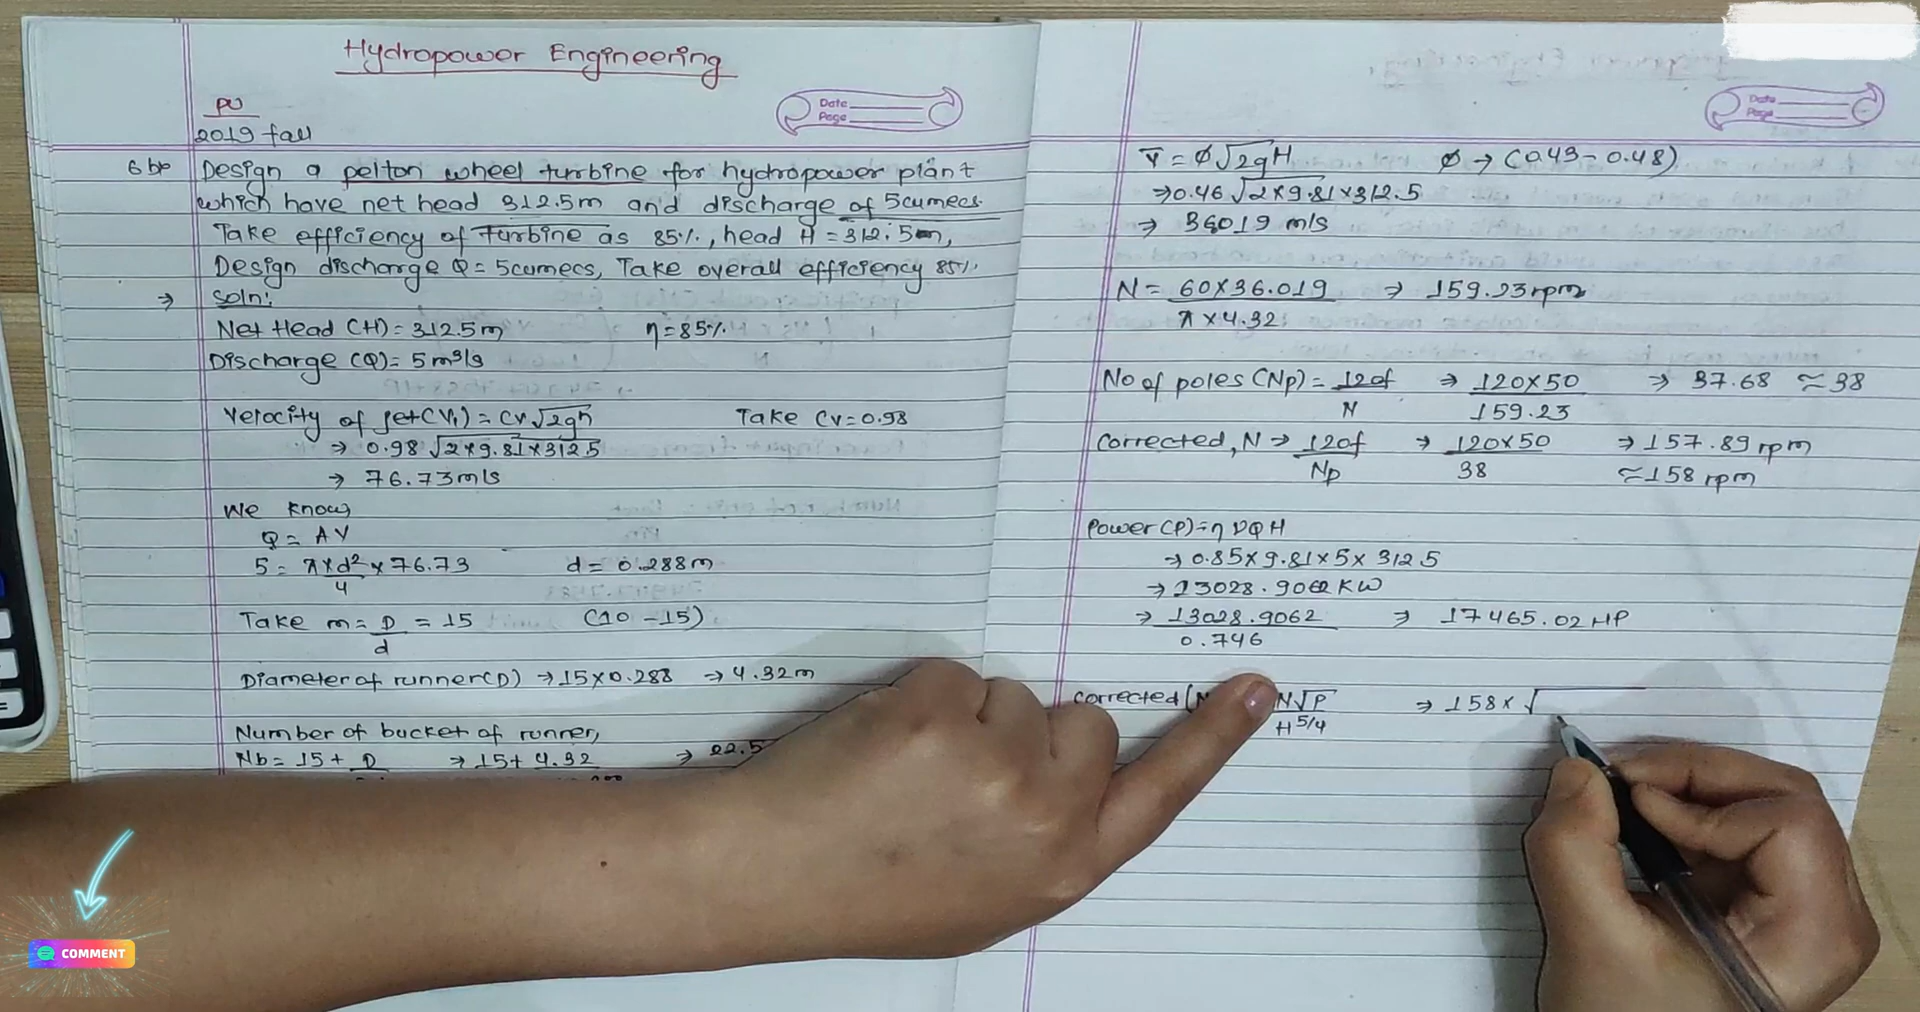 Hydropower Engineering
Date
Page
PU
2019 fall
6 b) Design a pelton wheel turbine for hydropower plant
which have net head 312.5m and discharge of 5cumecs.
Take efficiency of turbine as 85%, head H = 312.5m,
Design discharge Q = 5cumecs, Take overall efficiency 85%.
⇒ Soln:
Net Head (H) = 312.5m η = 85%
Discharge (Q) = 5 m³/s
Velocity of jet (V₁) = Cv√2gh Take Cv = 0.98
⇒ 0.98 √2×9.81×312.5
⇒ 76.73m/s
We know,
Q = AV
5 = π×d²/4 × 76.73 d = 0.288m
Take m = D/d = 15 (10 - 15)
Diameter of runner(D) → 15×0.288 → 4.32m
Number of bucket of runner,
Nb = 15 + D ⇒ 15 + 4.32 ⇒ 22.5
Date
Page
V̄ = Φ√2gH Φ → (0.43 - 0.48)
⇒ 0.46 √2×9.81×312.5
⇒ 36019 m/s
N = 60×36.019 / π×4.32 ⇒ 159.23rpm
No of poles (Np) = 120f/N ⇒ 120×50/159.23 ⇒ 37.68 ≈ 38
Corrected, N ⇒ 120f/Np ⇒ 120×50/38 ⇒ 157.89 rpm
≈ 158 rpm
Power (P) = η γQH
⇒ 0.85×9.81×5×312.5
⇒ 13028.9062 KW
⇒ 13028.9062/0.746 ⇒ 17465.02 HP
Corrected (N N√P/H^5/4 ⇒ 158×√
COMMENT